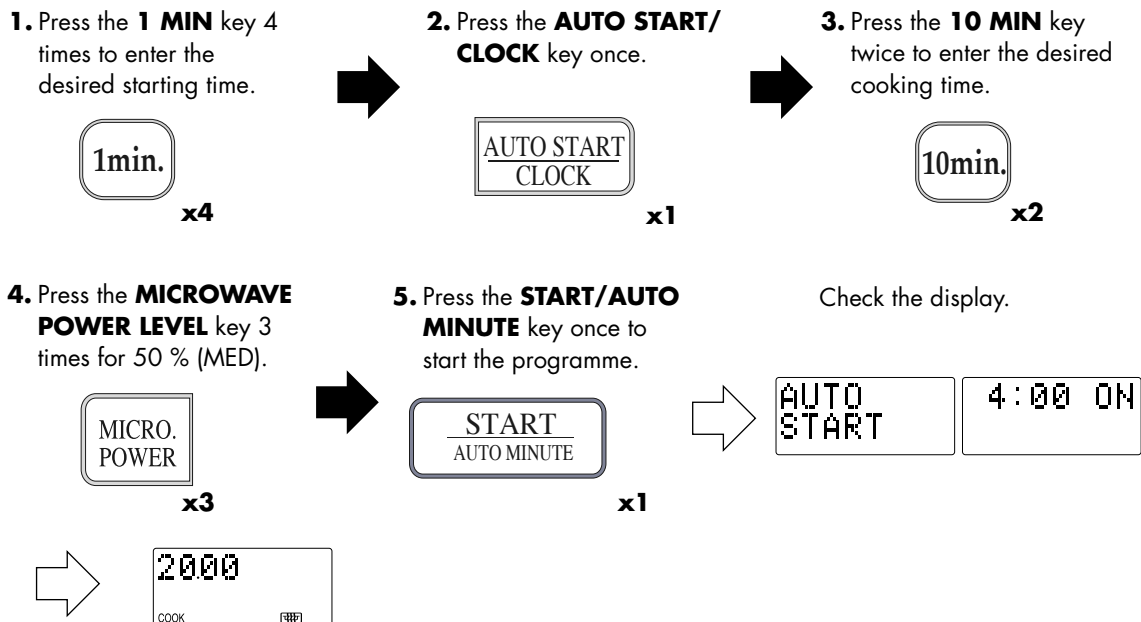 1. Press the 1 MIN key 4
times to enter the
desired starting time.
1min.
x4
2. Press the AUTO START/
CLOCK key once.
AUTO START
CLOCK
x1
3. Press the 10 MIN key
twice to enter the desired
cooking time.
10min.
x2
4. Press the MICROWAVE
POWER LEVEL key 3
times for 50 % (MED).
MICRO.
POWER
x3
5. Press the START/AUTO
MINUTE key once to
start the programme.
START
AUTO MINUTE
x1
Check the display.
AUTO
START
4:00 ON
20.00
COOK